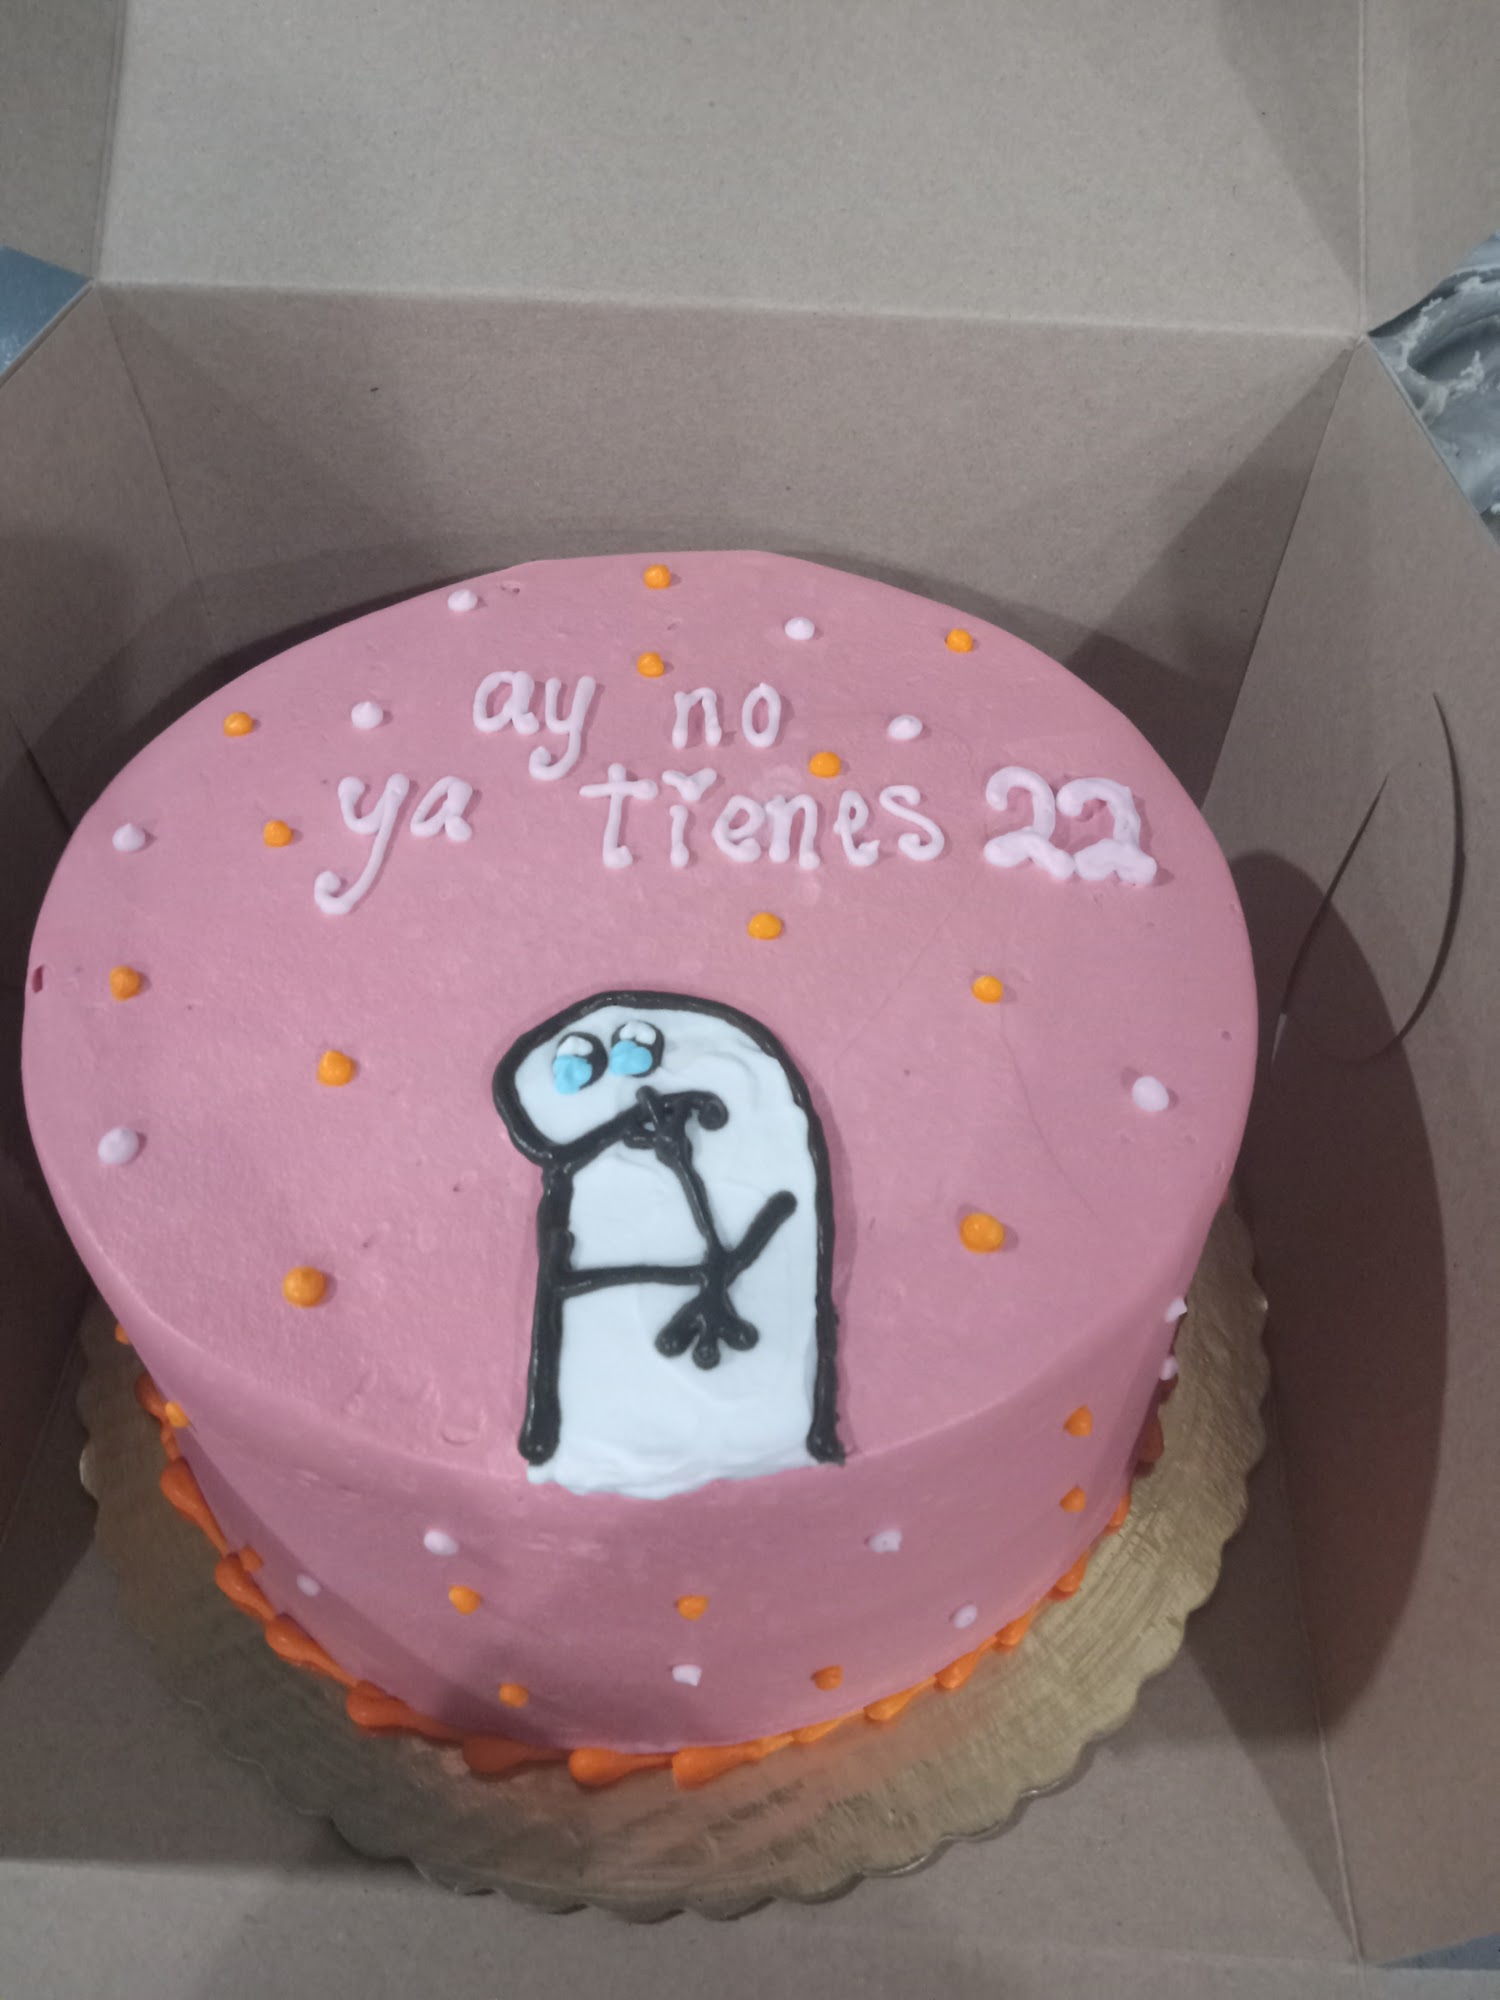 ay no
ya tienes 22